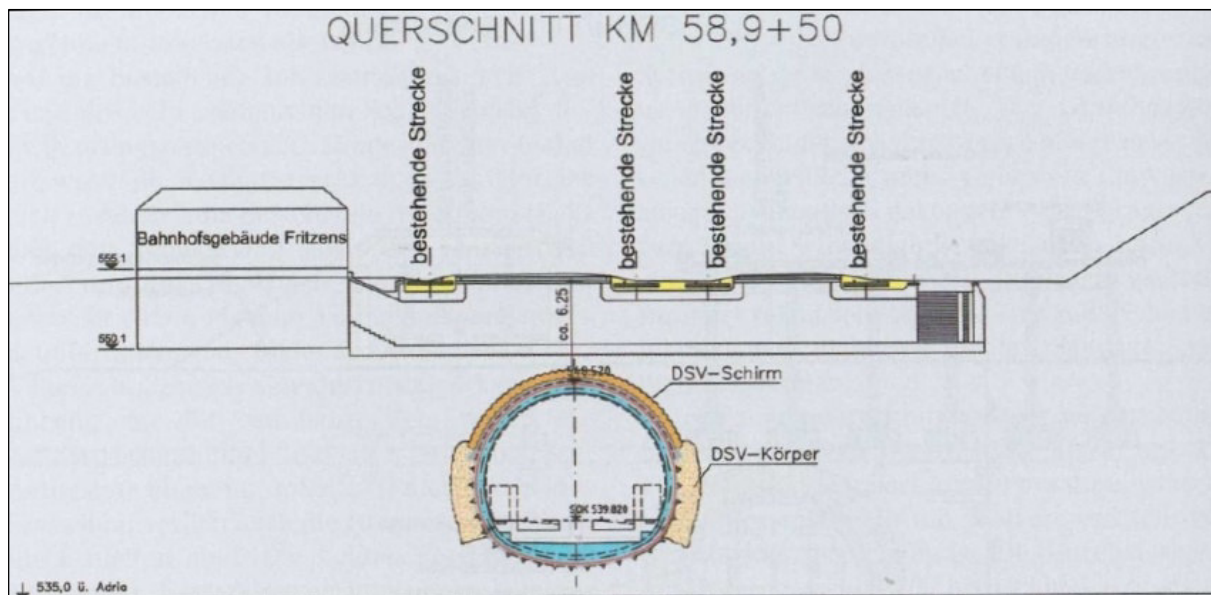 QUERSCHNITT KM 58,9+50
bestehende Strecke
bestehende Strecke
bestehende Strecke
bestehende Strecke
Bahnhofsgebäude Fritzens
555.1
552.1
ca. 6.25
DSV-Schirm
DSV-Körper
SOK 539.820
535,0 ü. Adria